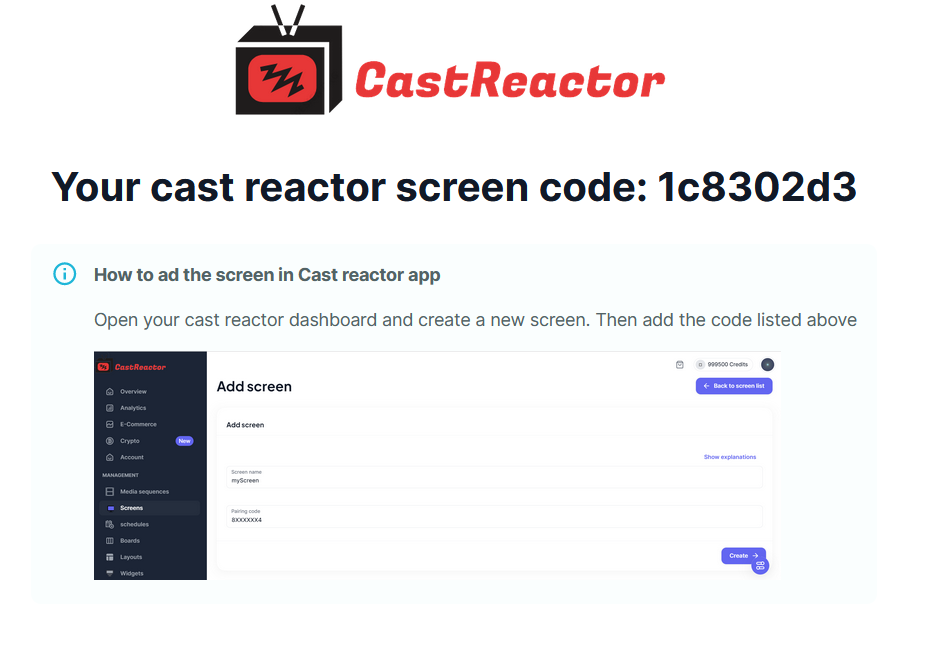 CastReactor
Your cast reactor screen code: 1c8302d3
How to ad the screen in Cast reactor app
Open your cast reactor dashboard and create a new screen. Then add the code listed above
CastReactor
999500 Credits
Add screen
Back to screen list
Overview
Analytics
E-Commerce
Crypto
New
Account
MANAGEMENT
Media sequences
Screens
schedules
Boards
Layouts
Widgets
Add screen
Show explanations
Screen name
myScreen
Pairing code
8XXXXXX4
Create